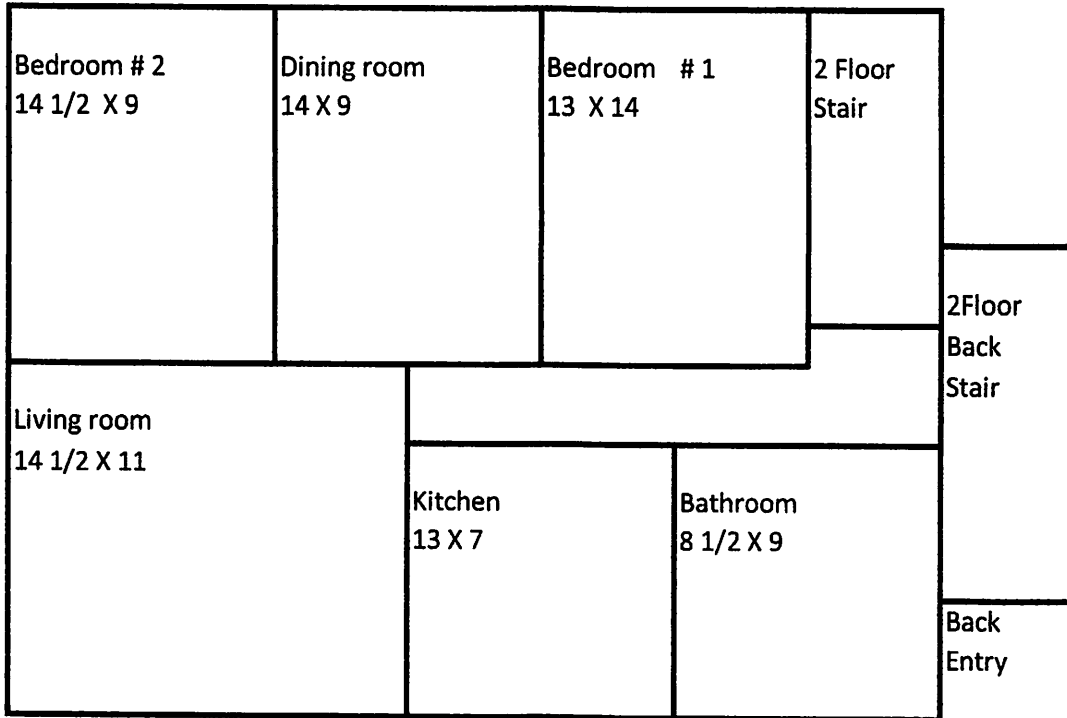 Bedroom # 2
14 1/2 X 9
Dining room
14 X 9
Bedroom # 1
13 X 14
2 Floor
Stair
2Floor
Back
Stair
Living room
14 1/2 X 11
Kitchen
13 X 7
Bathroom
8 1/2 X 9
Back
Entry